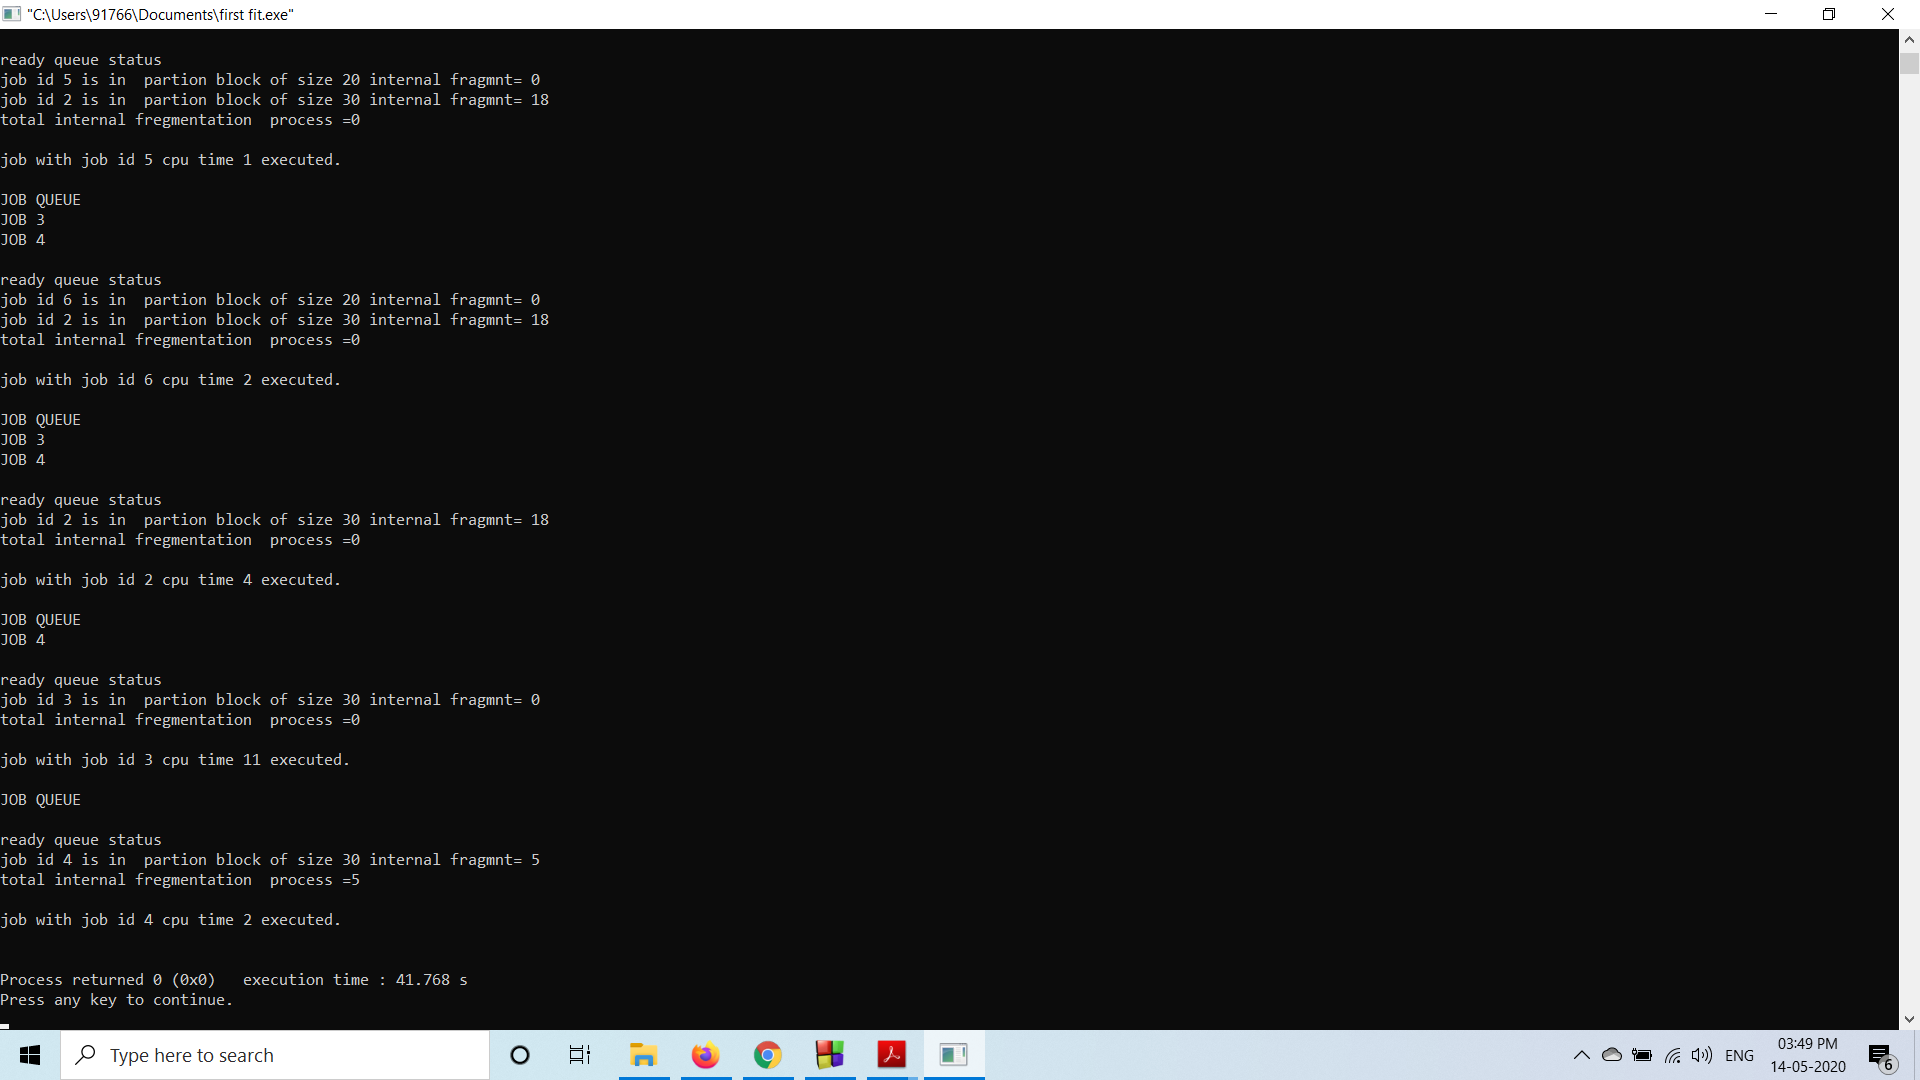 "C:\Users\91766\Documents\first fit.exe"
ready queue status
job id 5 is in  partion block of size 20 internal fragmnt= 0
job id 2 is in  partion block of size 30 internal fragmnt= 18
total internal fregmentation  process =0
job with job id 5 cpu time 1 executed.
JOB QUEUE
JOB 3
JOB 4
ready queue status
job id 6 is in  partion block of size 20 internal fragmnt= 0
job id 2 is in  partion block of size 30 internal fragmnt= 18
total internal fregmentation  process =0
job with job id 6 cpu time 2 executed.
JOB QUEUE
JOB 3
JOB 4
ready queue status
job id 2 is in  partion block of size 30 internal fragmnt= 18
total internal fregmentation  process =0
job with job id 2 cpu time 4 executed.
JOB QUEUE
JOB 4
ready queue status
job id 3 is in  partion block of size 30 internal fragmnt= 0
total internal fregmentation  process =0
job with job id 3 cpu time 11 executed.
JOB QUEUE
ready queue status
job id 4 is in  partion block of size 30 internal fragmnt= 5
total internal fregmentation  process =5
job with job id 4 cpu time 2 executed.
Process returned 0 (0x0)   execution time : 41.768 s
Press any key to continue.
Type here to search
ENG
03:49 PM
14-05-2020
6